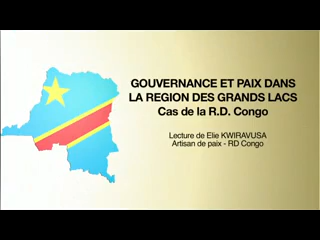 GOUVERNANCE ET PAIX DANS
LA REGION DES GRANDS LACS
Cas de la R.D. Congo
Lecture de Elie KWIRAVUSA
Artisan de paix - RD Congo